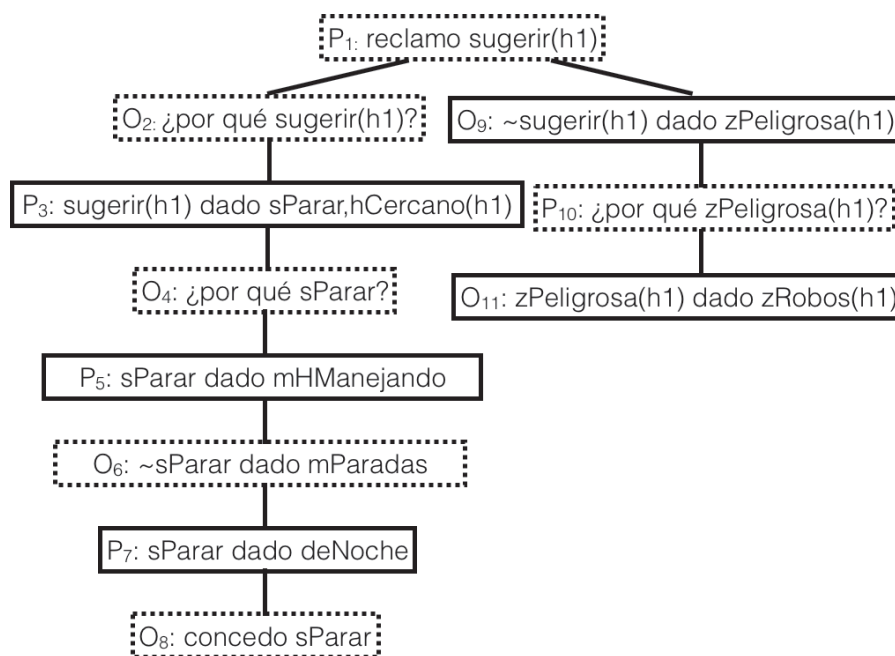 P1: reclamo sugerir(h1)
O2: ¿por qué sugerir(h1)?
O9: ~sugerir(h1) dado zPeligrosa(h1)
P3: sugerir(h1) dado sParar,hCercano(h1)
P10: ¿por qué zPeligrosa(h1)?
O4: ¿por qué sParar?
O11: zPeligrosa(h1) dado zRobos(h1)
P5: sParar dado mHManejando
O6: ~sParar dado mParadas
P7: sParar dado deNoche
O8: concedo sParar